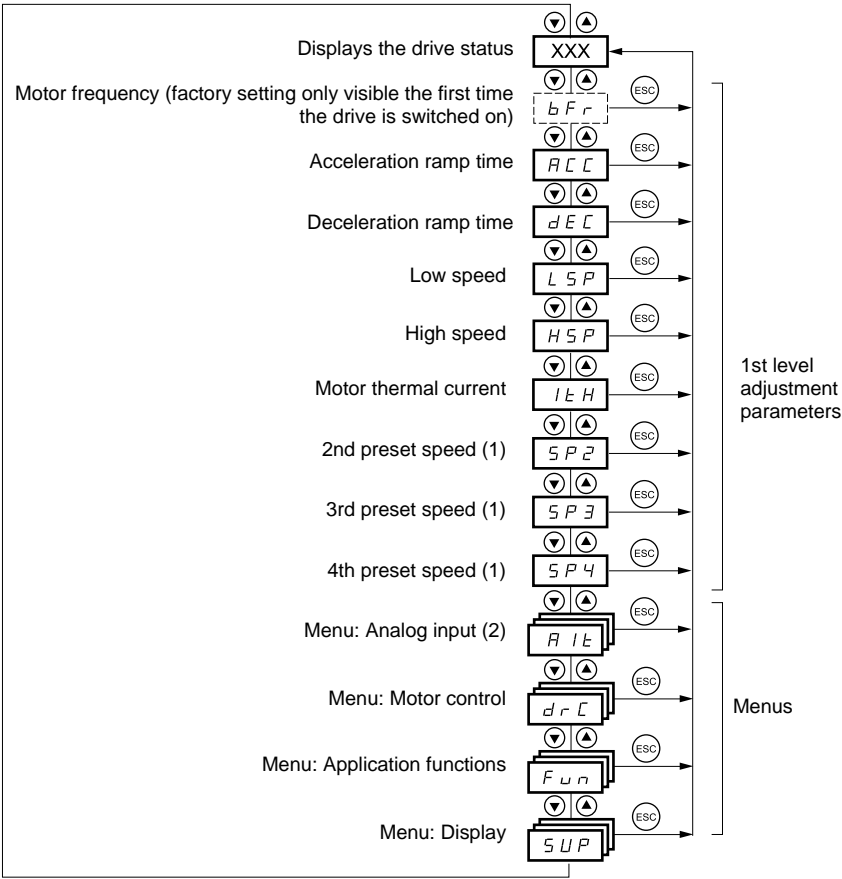 Displays the drive status
XXX
Motor frequency (factory setting only visible the first time
the drive is switched on)
bFr
ESC
Acceleration ramp time
ACC
ESC
Deceleration ramp time
dEC
ESC
Low speed
LSP
ESC
High speed
HSP
ESC
Motor thermal current
ItH
ESC
2nd preset speed (1)
SP2
ESC
3rd preset speed (1)
SP3
ESC
4th preset speed (1)
SP4
ESC
1st level
adjustment
parameters
Menu: Analog input (2)
AIt
ESC
Menu: Motor control
drC
ESC
Menu: Application functions
Fun
ESC
Menu: Display
SUP
ESC
Menus